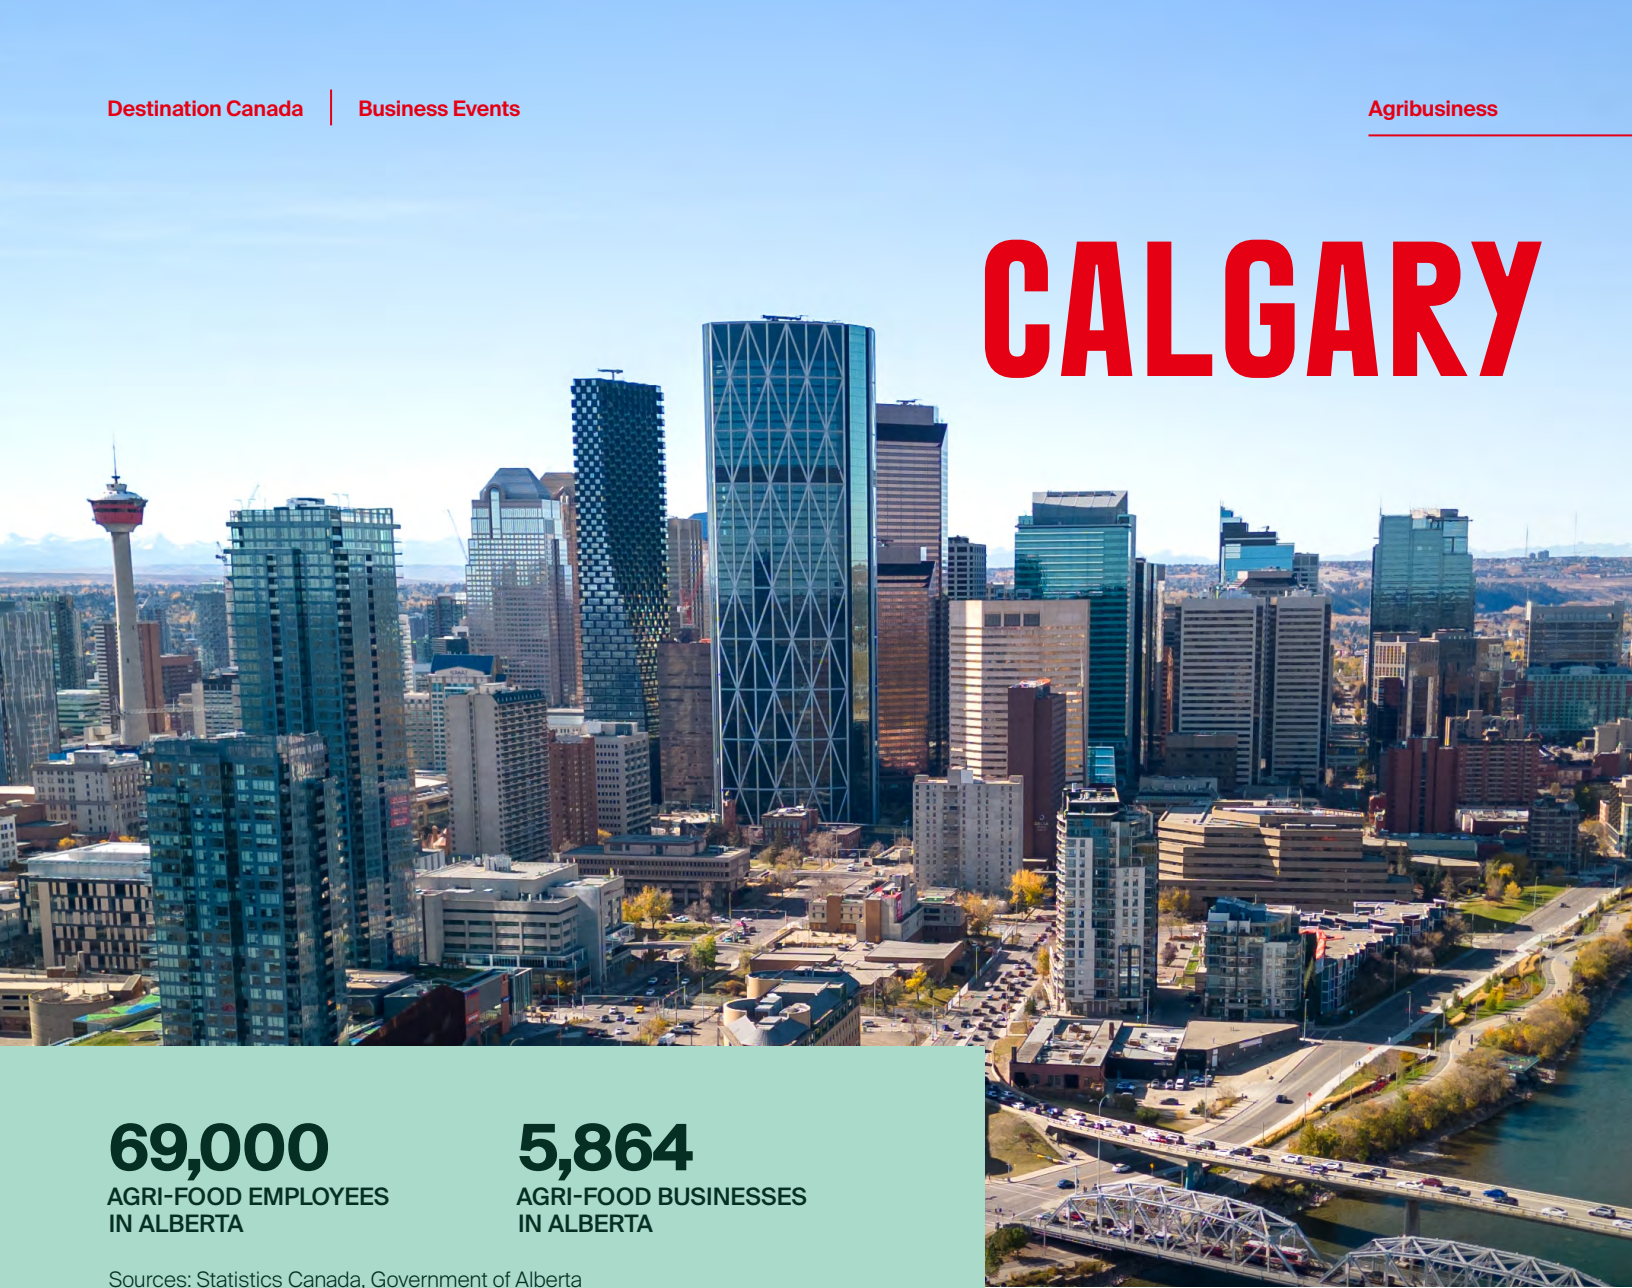 Destination Canada | Business Events
Agribusiness
CALGARY
69,000
AGRI-FOOD EMPLOYEES
IN ALBERTA
5,864
AGRI-FOOD BUSINESSES
IN ALBERTA
Sources: Statistics Canada, Government of Alberta